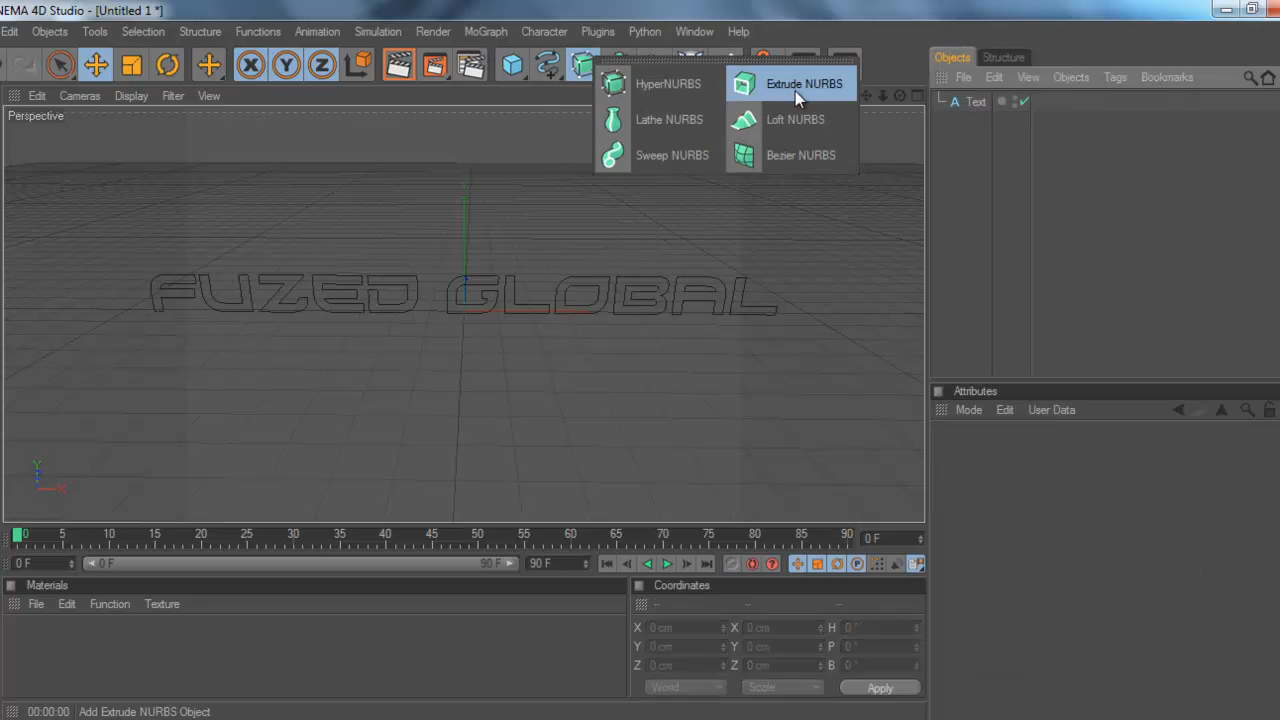 NEMA 4D Studio - [Untitled 1 *]
Edit Objects Tools Selection Structure Functions Animation Simulation Render MoGraph Character Plugins Python Window Help
X Y Z
HyperNURBS Extrude NURBS
Lathe NURBS Loft NURBS
Sweep NURBS Bezier NURBS
Objects Structure
File Edit View Objects Tags Bookmarks
A Text
Edit Cameras Display Filter View
Perspective
FUZED GLOBAL
Y
X
Attributes
Mode Edit User Data
0 5 10 15 20 25 30 35 40 45 50 55 60 65 70 75 80 85 90 0 F
0 F 0 F 90 F 90 F
Materials
File Edit Function Texture
Coordinates
-- -- --
X 0 cm X 0 cm H 0 °
Y 0 cm Y 0 cm P 0 °
Z 0 cm Z 0 cm B 0 °
World... Scale... Apply
00:00:00 Add Extrude NURBS Object